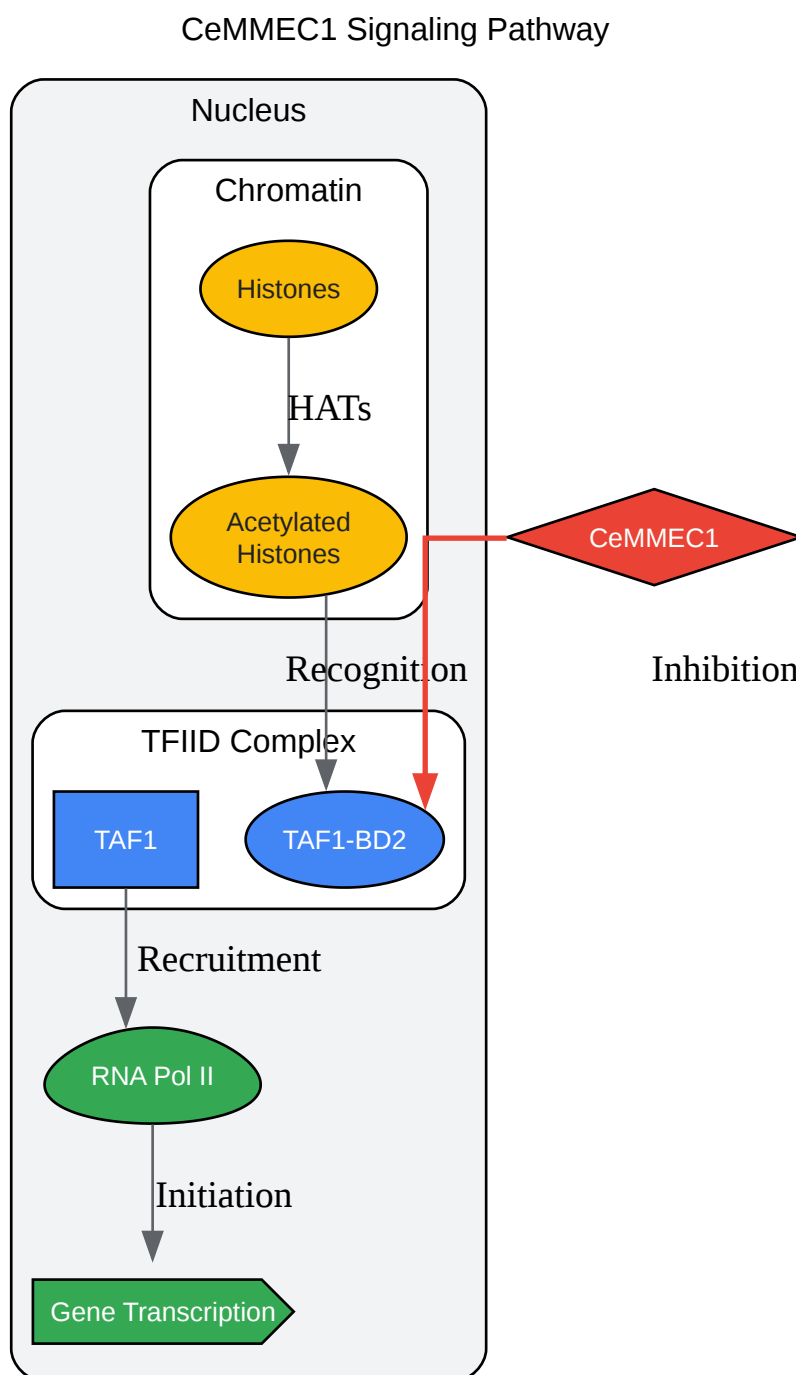 CeMMEC1 Signaling Pathway
Nucleus
Chromatin
Histones
HATs
Acetylated
Histones
CeMMEC1
Recognition
Inhibition
TFIID Complex
TAF1
TAF1-BD2
Recruitment
RNA Pol II
Initiation
Gene Transcription